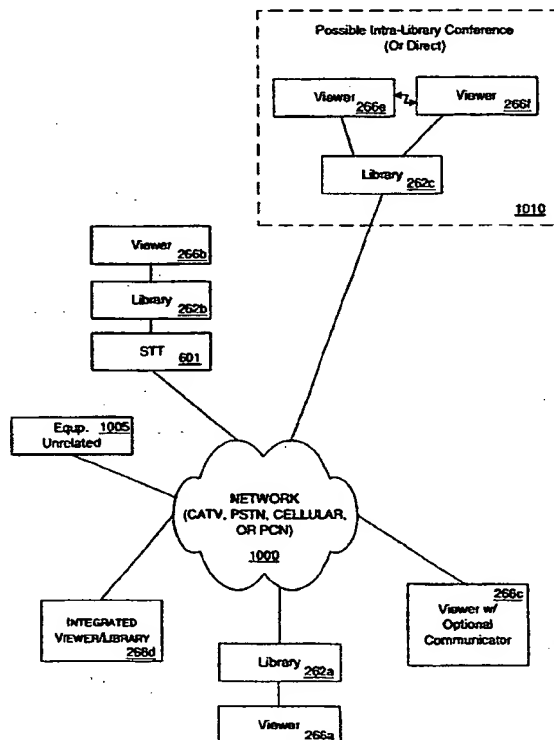 Possible Intra-Library Conference
(Or Direct)
Viewer
266e
Viewer
266f
Library
262c
1010
Viewer
266b
Library
262b
STT
601
Equp.
1005
Unrelated
NETWORK
(CATV, PSTN, CELLULAR,
OR PCN)
1000
INTEGRATED
VIEWER/LIBRARY
266d
266c
Viewer w/
Optional
Communicator
Library
262a
Viewer
266a